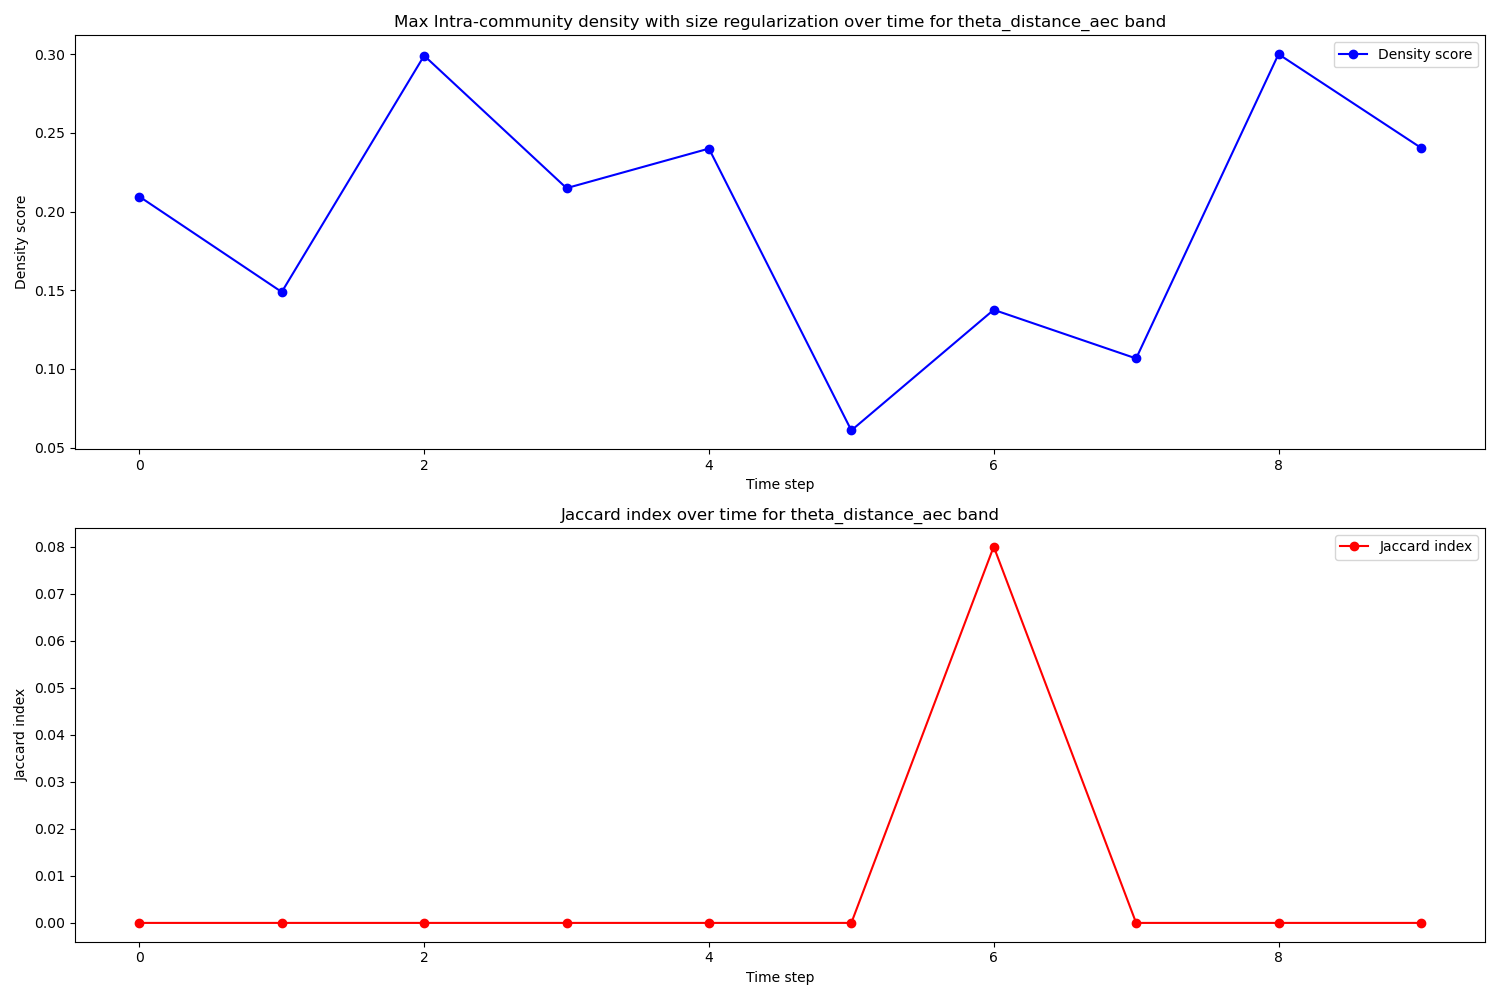 Max Intra-community density with size regularization over time for theta_distance_aec band
Density score
0.30
0.25
0.20
0.15
0.10
0.05
Density score
0 2 4 6 8
Time step
Jaccard index over time for theta_distance_aec band
Jaccard index
0.08
0.07
0.06
0.05
0.04
0.03
0.02
0.01
0.00
Jaccard index
0 2 4 6 8
Time step